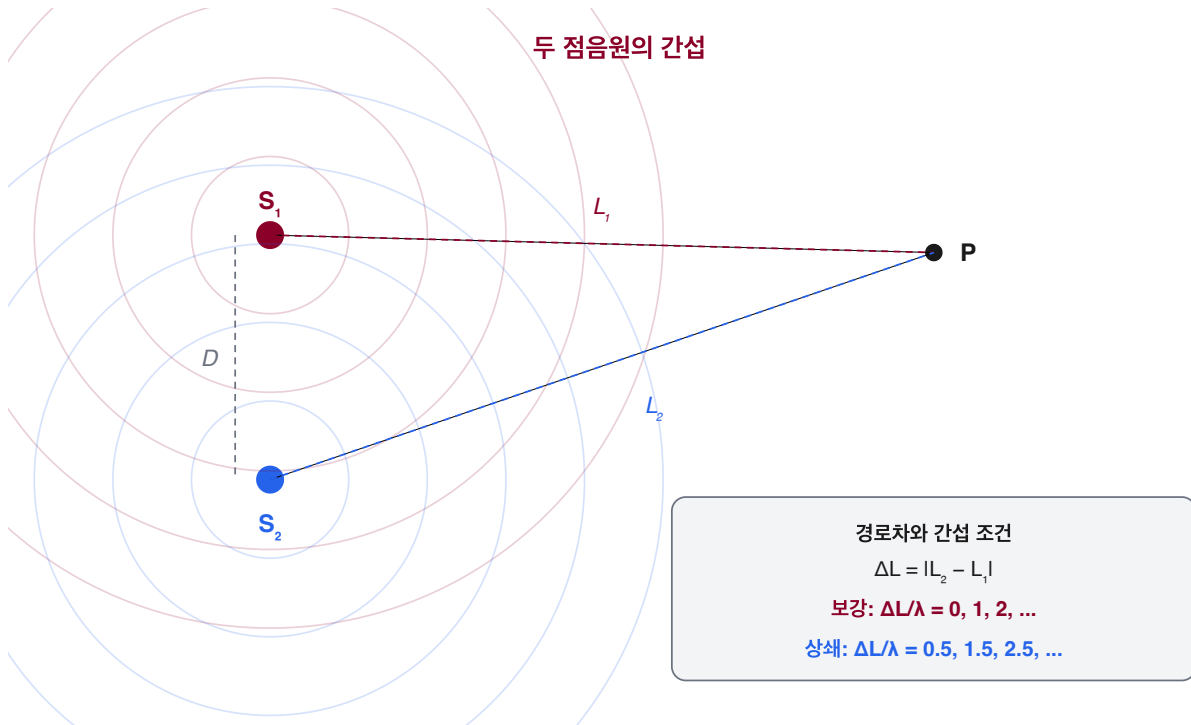 두 점음원의 간섭
S₁
L₁
P
D
L₂
S₂
경로차와 간섭 조건
ΔL = |L₂ − L₁|
보강: ΔL/λ = 0, 1, 2, ...
상쇄: ΔL/λ = 0.5, 1.5, 2.5, ...